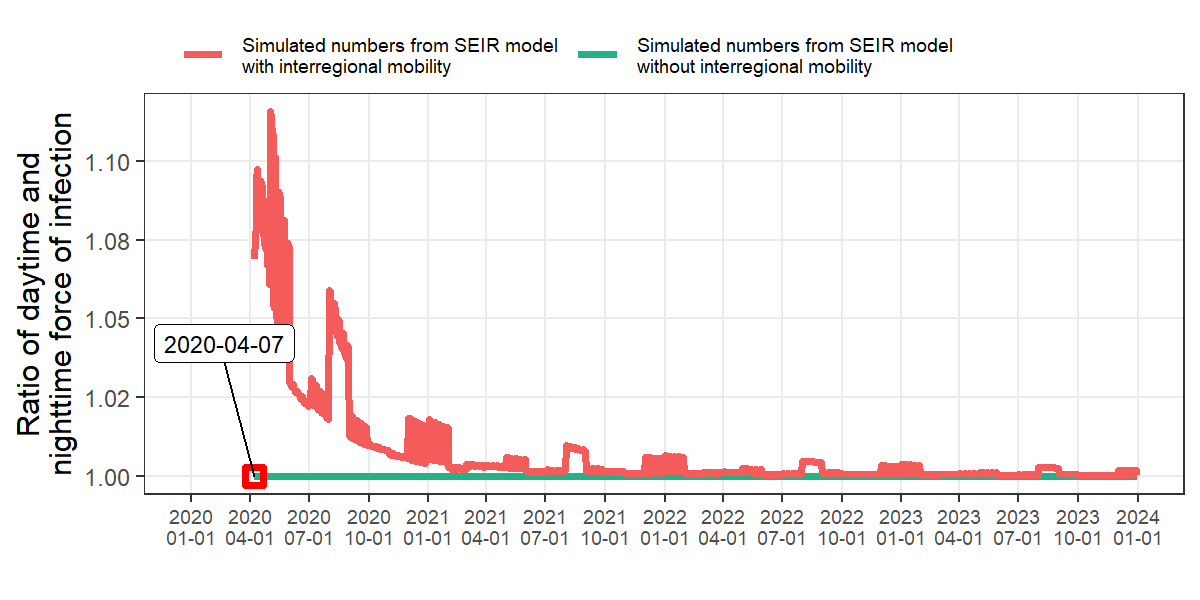 Simulated numbers from SEIR model
with interregional mobility
Simulated numbers from SEIR model
without interregional mobility
Ratio of daytime and
nighttime force of infection
1.10
1.08
1.05
1.02
1.00
2020-04-07
2020 2020 2020 2020 2021 2021 2021 2021 2022 2022 2022 2022 2023 2023 2023 2023 2024
01-01 04-01 07-01 10-01 01-01 04-01 07-01 10-01 01-01 04-01 07-01 10-01 01-01 04-01 07-01 10-01 01-01